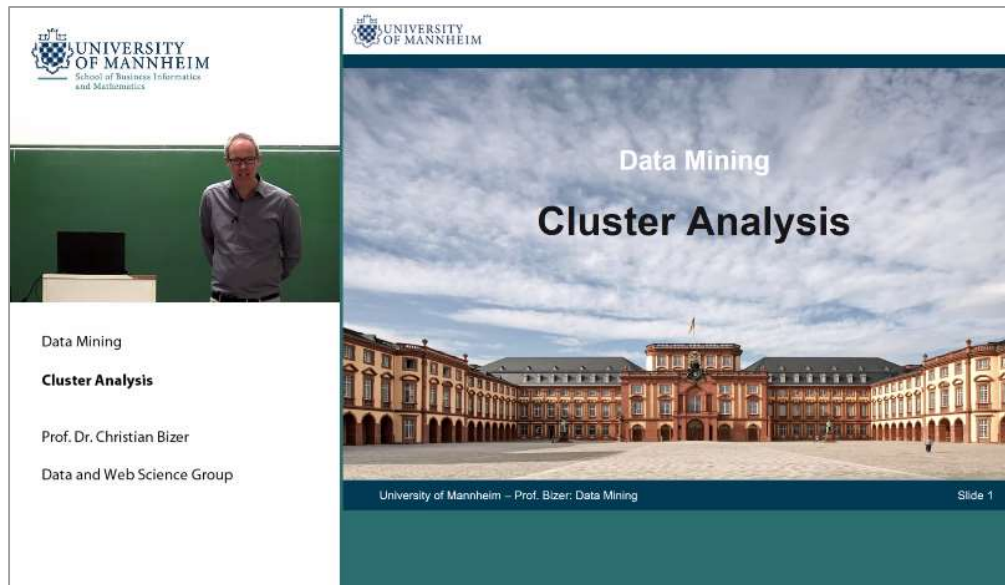 UNIVERSITY
OF MANNHEIM
School of Business Informatics
and Mathematics
Data Mining
Cluster Analysis
Prof. Dr. Christian Bizer
Data and Web Science Group
UNIVERSITY
OF MANNHEIM
Data Mining
Cluster Analysis
University of Mannheim – Prof. Bizer: Data Mining
Slide 1